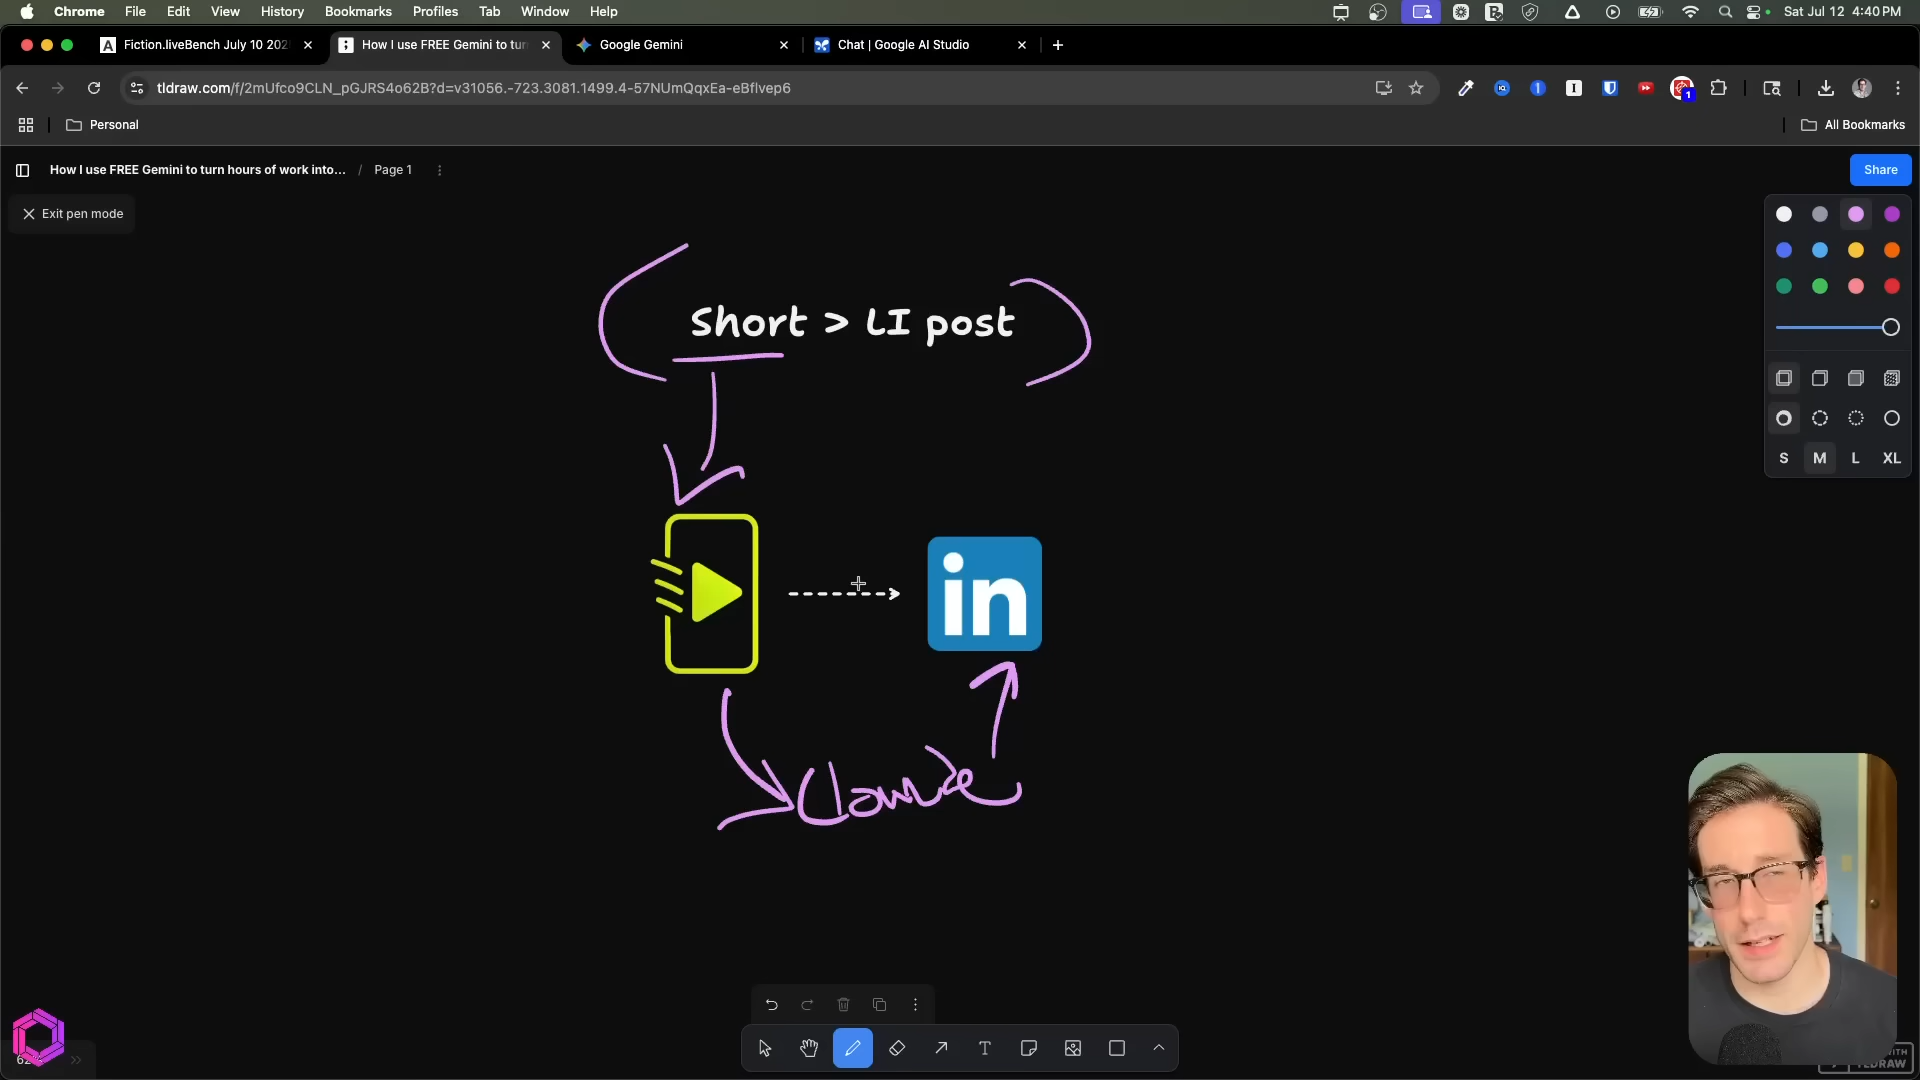 Chrome File Edit View History Bookmarks Profiles Tab Window Help Sat Jul 12 4:40 PM
Fiction.liveBench July 10 202 How I use FREE Gemini to tur Google Gemini Chat | Google AI Studio
tldraw.com/f/2mUfco9CLN_pGJRS4o62B?d=v31056.-723.3081.1499.4-57NUmQqxEa-eBflvep6
Personal All Bookmarks
How I use FREE Gemini to turn hours of work into... / Page 1 Share
Exit pen mode
Short > LI post
S M L XL
in
Claude
TLDRAW